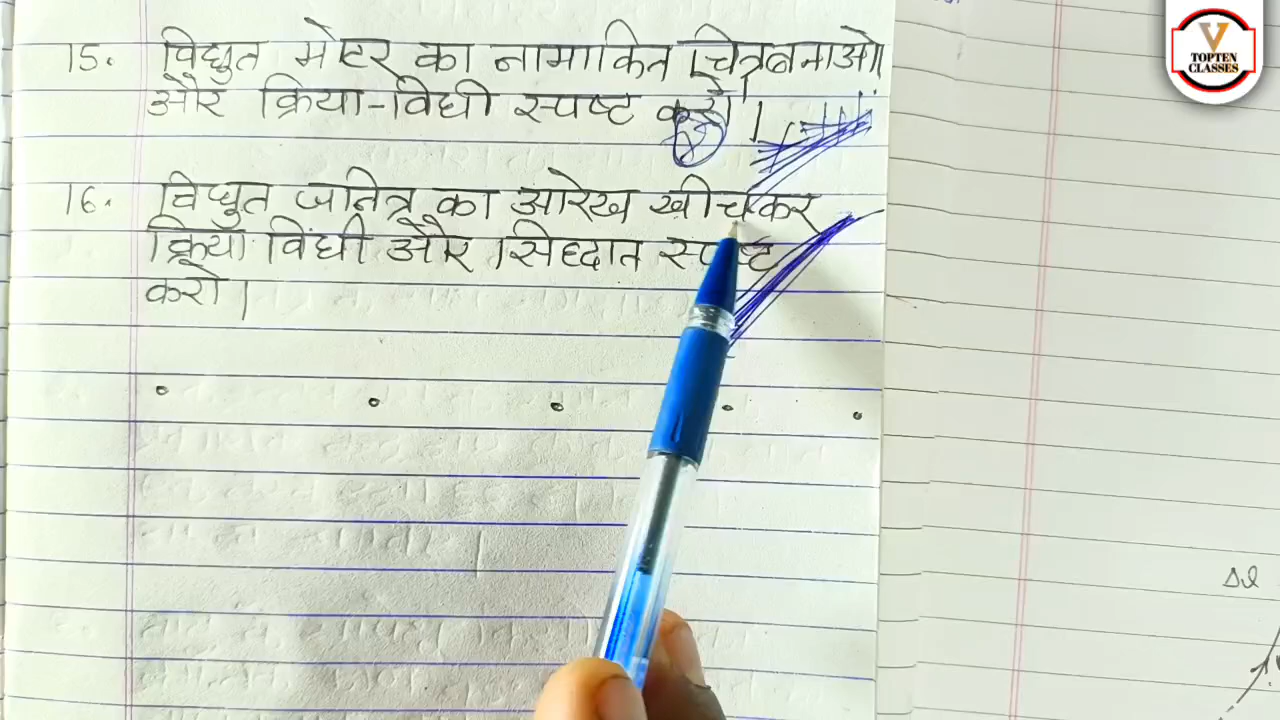 15. विद्युत मोटर का नामाकित चित्र बनाओ।
और क्रिया-विधी स्पष्ट करो।
16. विद्युत जनित्र का आरेख खीचकर
क्रिया विधी और सिध्दात स्पष्ट
करो।
V
TOPTEN
CLASSES